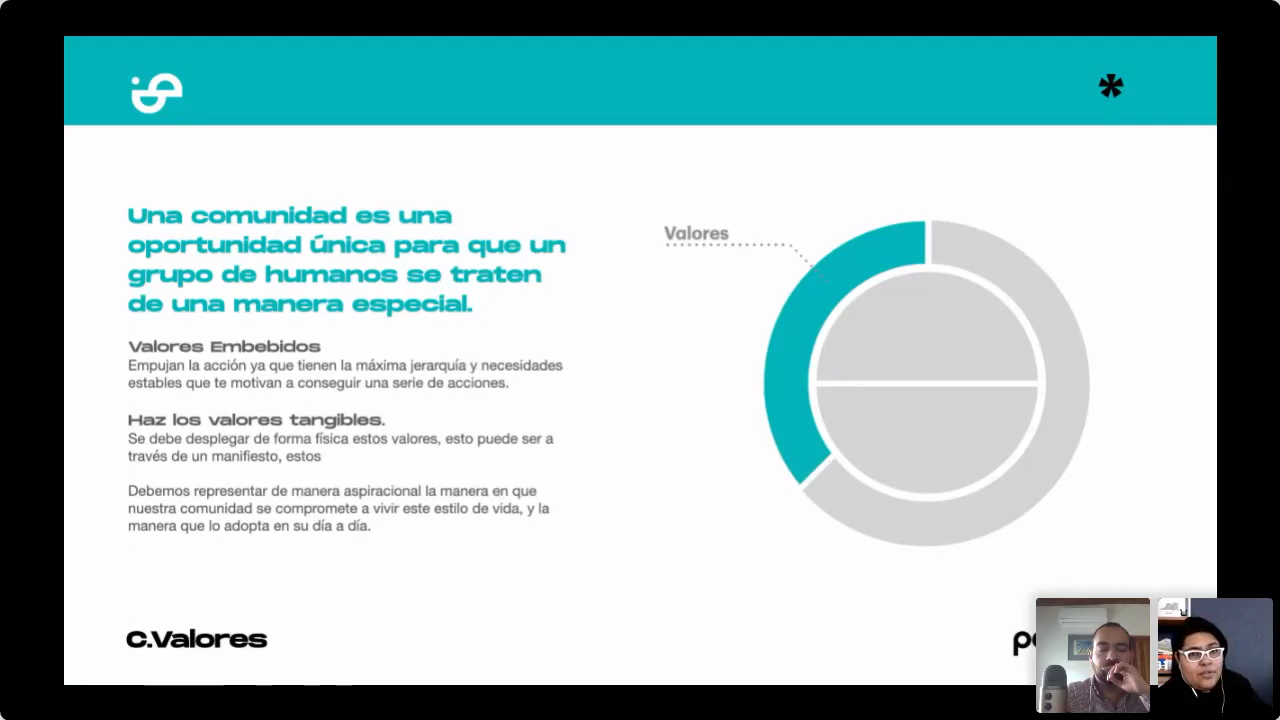 Una comunidad es una
oportunidad única para que un
grupo de humanos se traten
de una manera especial.
Valores Embebidos
Empujan la acción ya que tienen la máxima jerarquía y necesidades
estables que te motivan a conseguir una serie de acciones.
Haz los valores tangibles.
Se debe desplegar de forma física estos valores, esto puede ser a
través de un manifiesto, estos
Debemos representar de manera aspiracional la manera en que
nuestra comunidad se compromete a vivir este estilo de vida, y la
manera que lo adopta en su día a día.
Valores
C.Valores